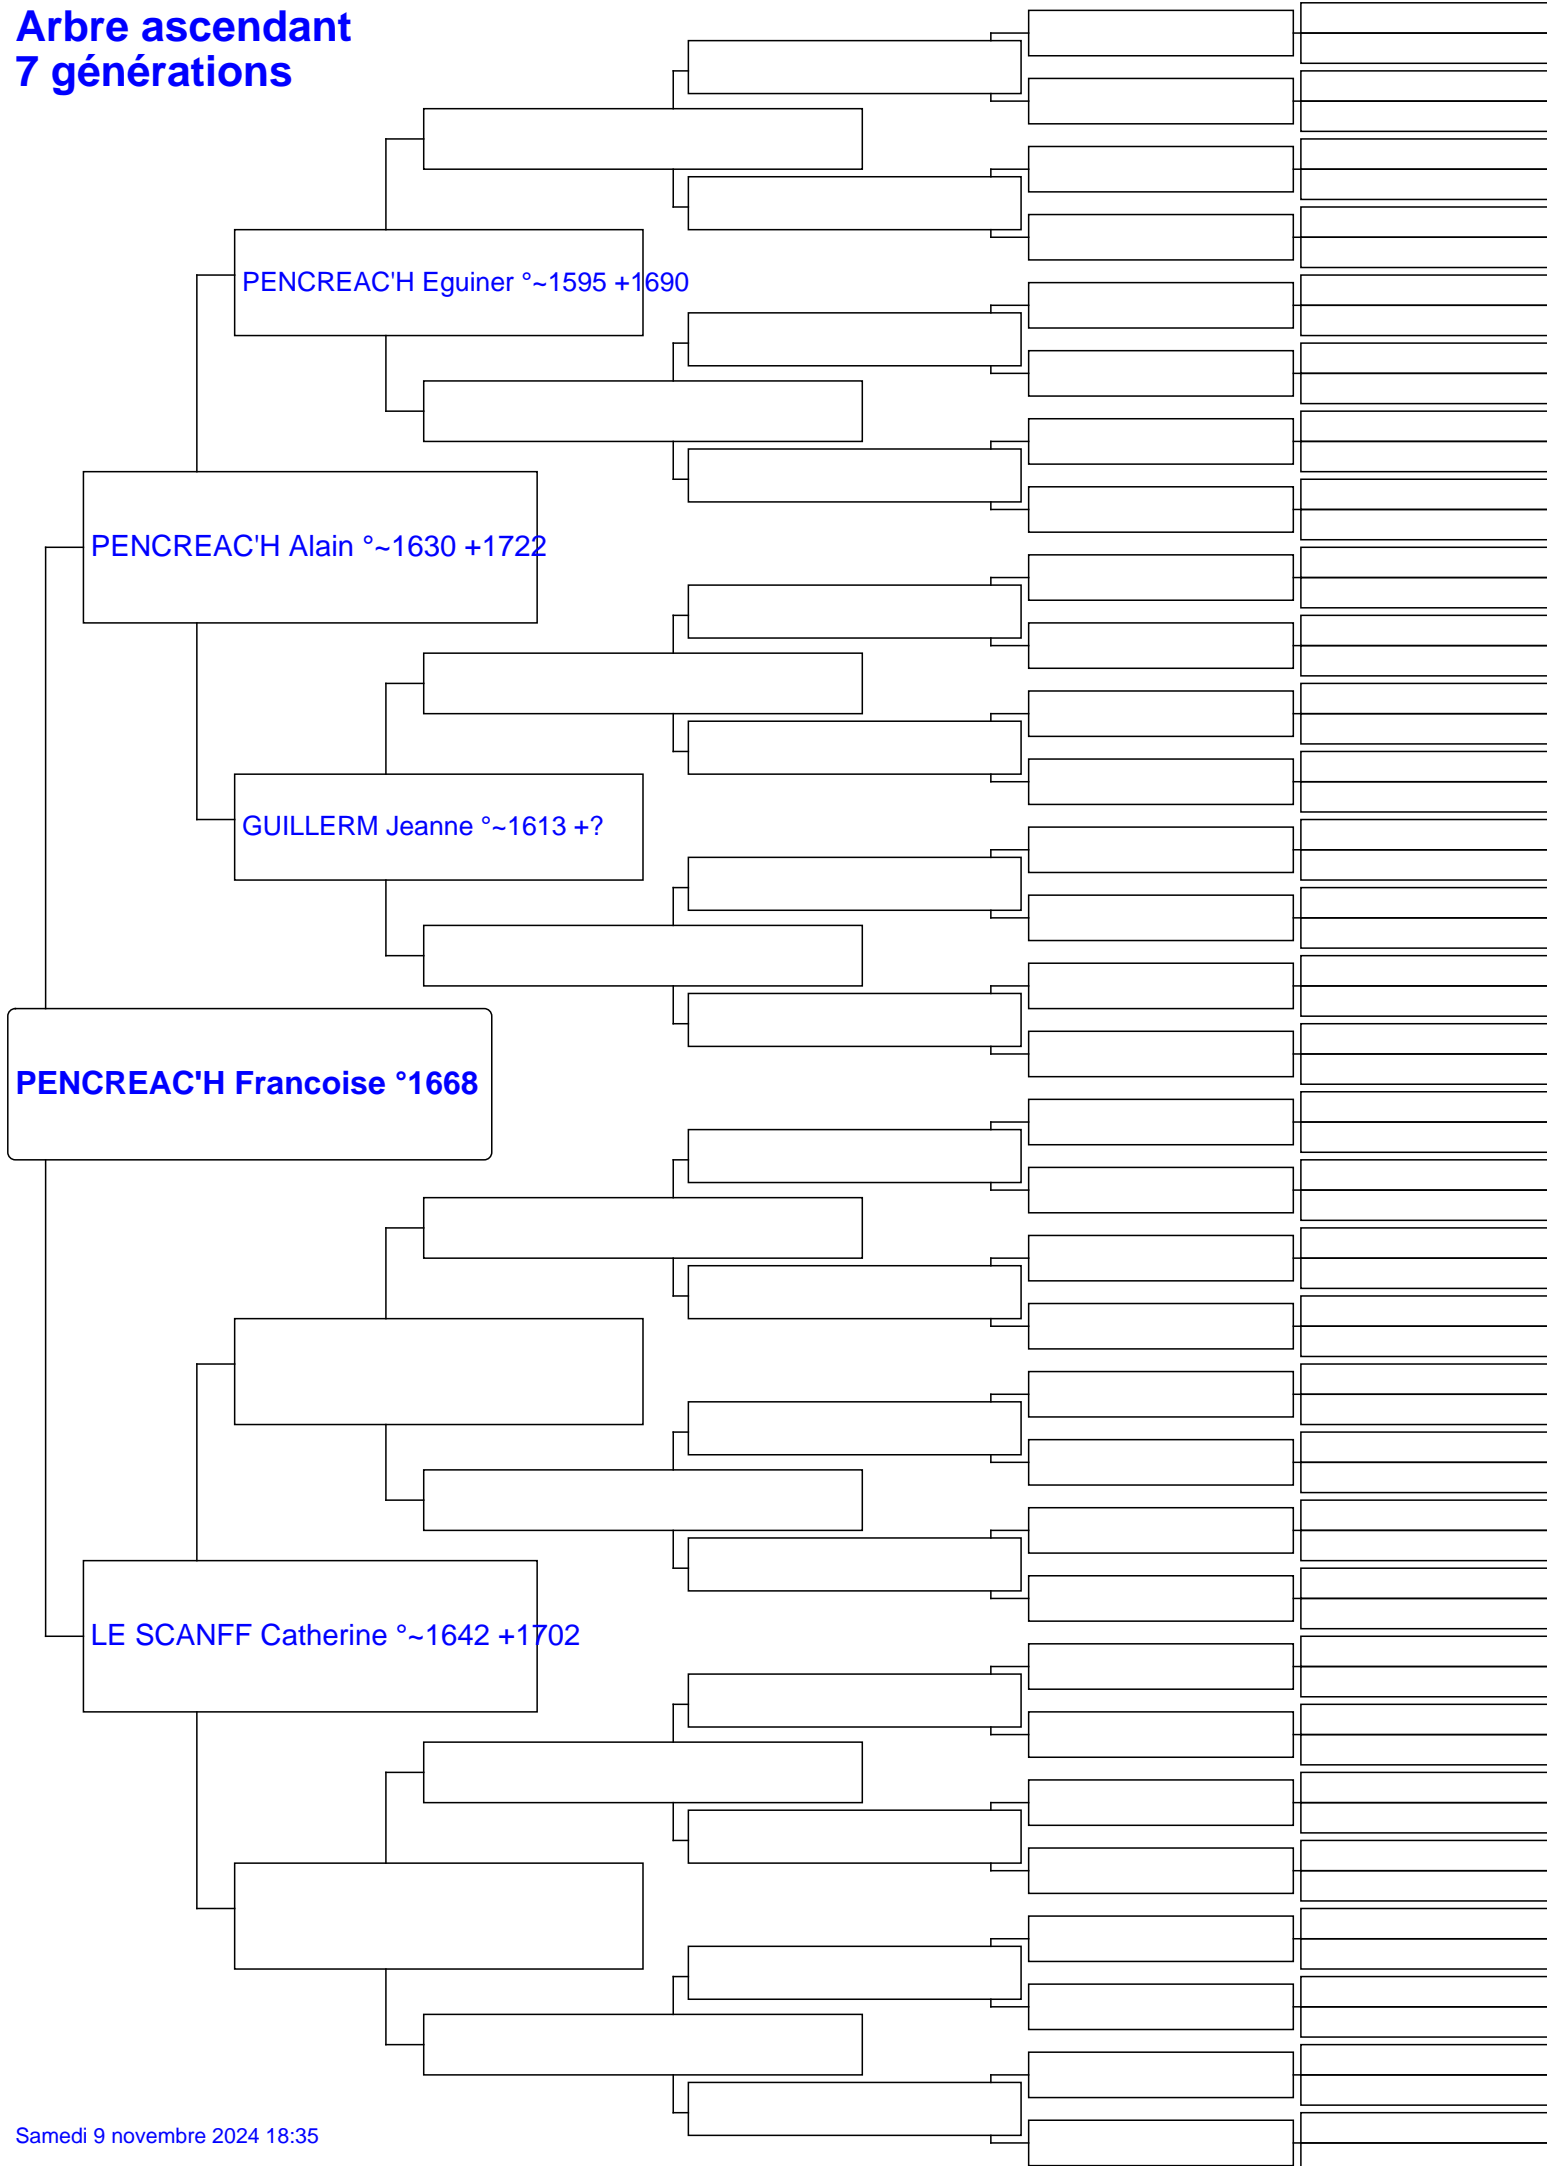 Arbre ascendant
7 générations
PENCREAC'H Eguiner °~1595 +1690
PENCREAC'H Alain °~1630 +1722
GUILLERM Jeanne °~1613 +?
PENCREAC'H Francoise °1668
LE SCANFF Catherine °~1642 +1702
Samedi 9 novembre 2024 18:35